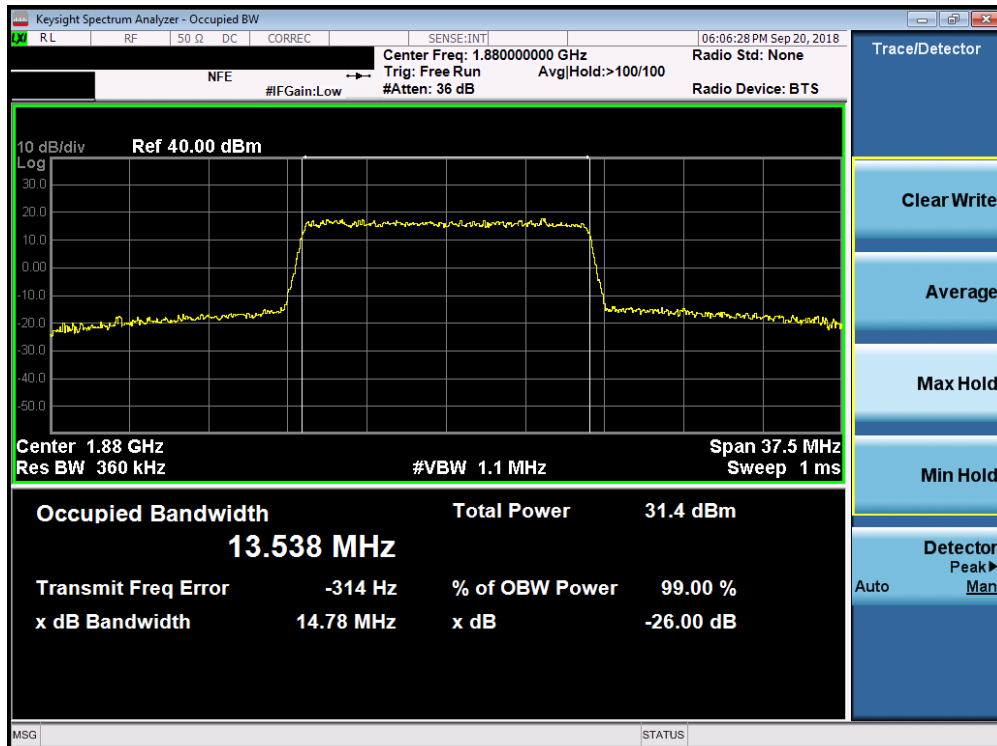 Keysight Spectrum Analyzer - Occupied BW
LXI RL RF 50 Ω DC CORREC SENSE:INT 06:06:28 PM Sep 20, 2018
Center Freq: 1.880000000 GHz Radio Std: None
NFE Trig: Free Run Avg|Hold:>100/100
#IFGain:Low #Atten: 36 dB Radio Device: BTS
Trace/Detector
10 dB/div Ref 40.00 dBm
Log
30.0
20.0
10.0
0.00
-10.0
-20.0
-30.0
-40.0
-50.0
Center 1.88 GHz Span 37.5 MHz
Res BW 360 kHz #VBW 1.1 MHz Sweep 1 ms
Occupied Bandwidth Total Power 31.4 dBm
13.538 MHz
Transmit Freq Error -314 Hz % of OBW Power 99.00 %
x dB Bandwidth 14.78 MHz x dB -26.00 dB
Clear Write
Average
Max Hold
Min Hold
Detector
Peak▶
Auto Man
MSG STATUS